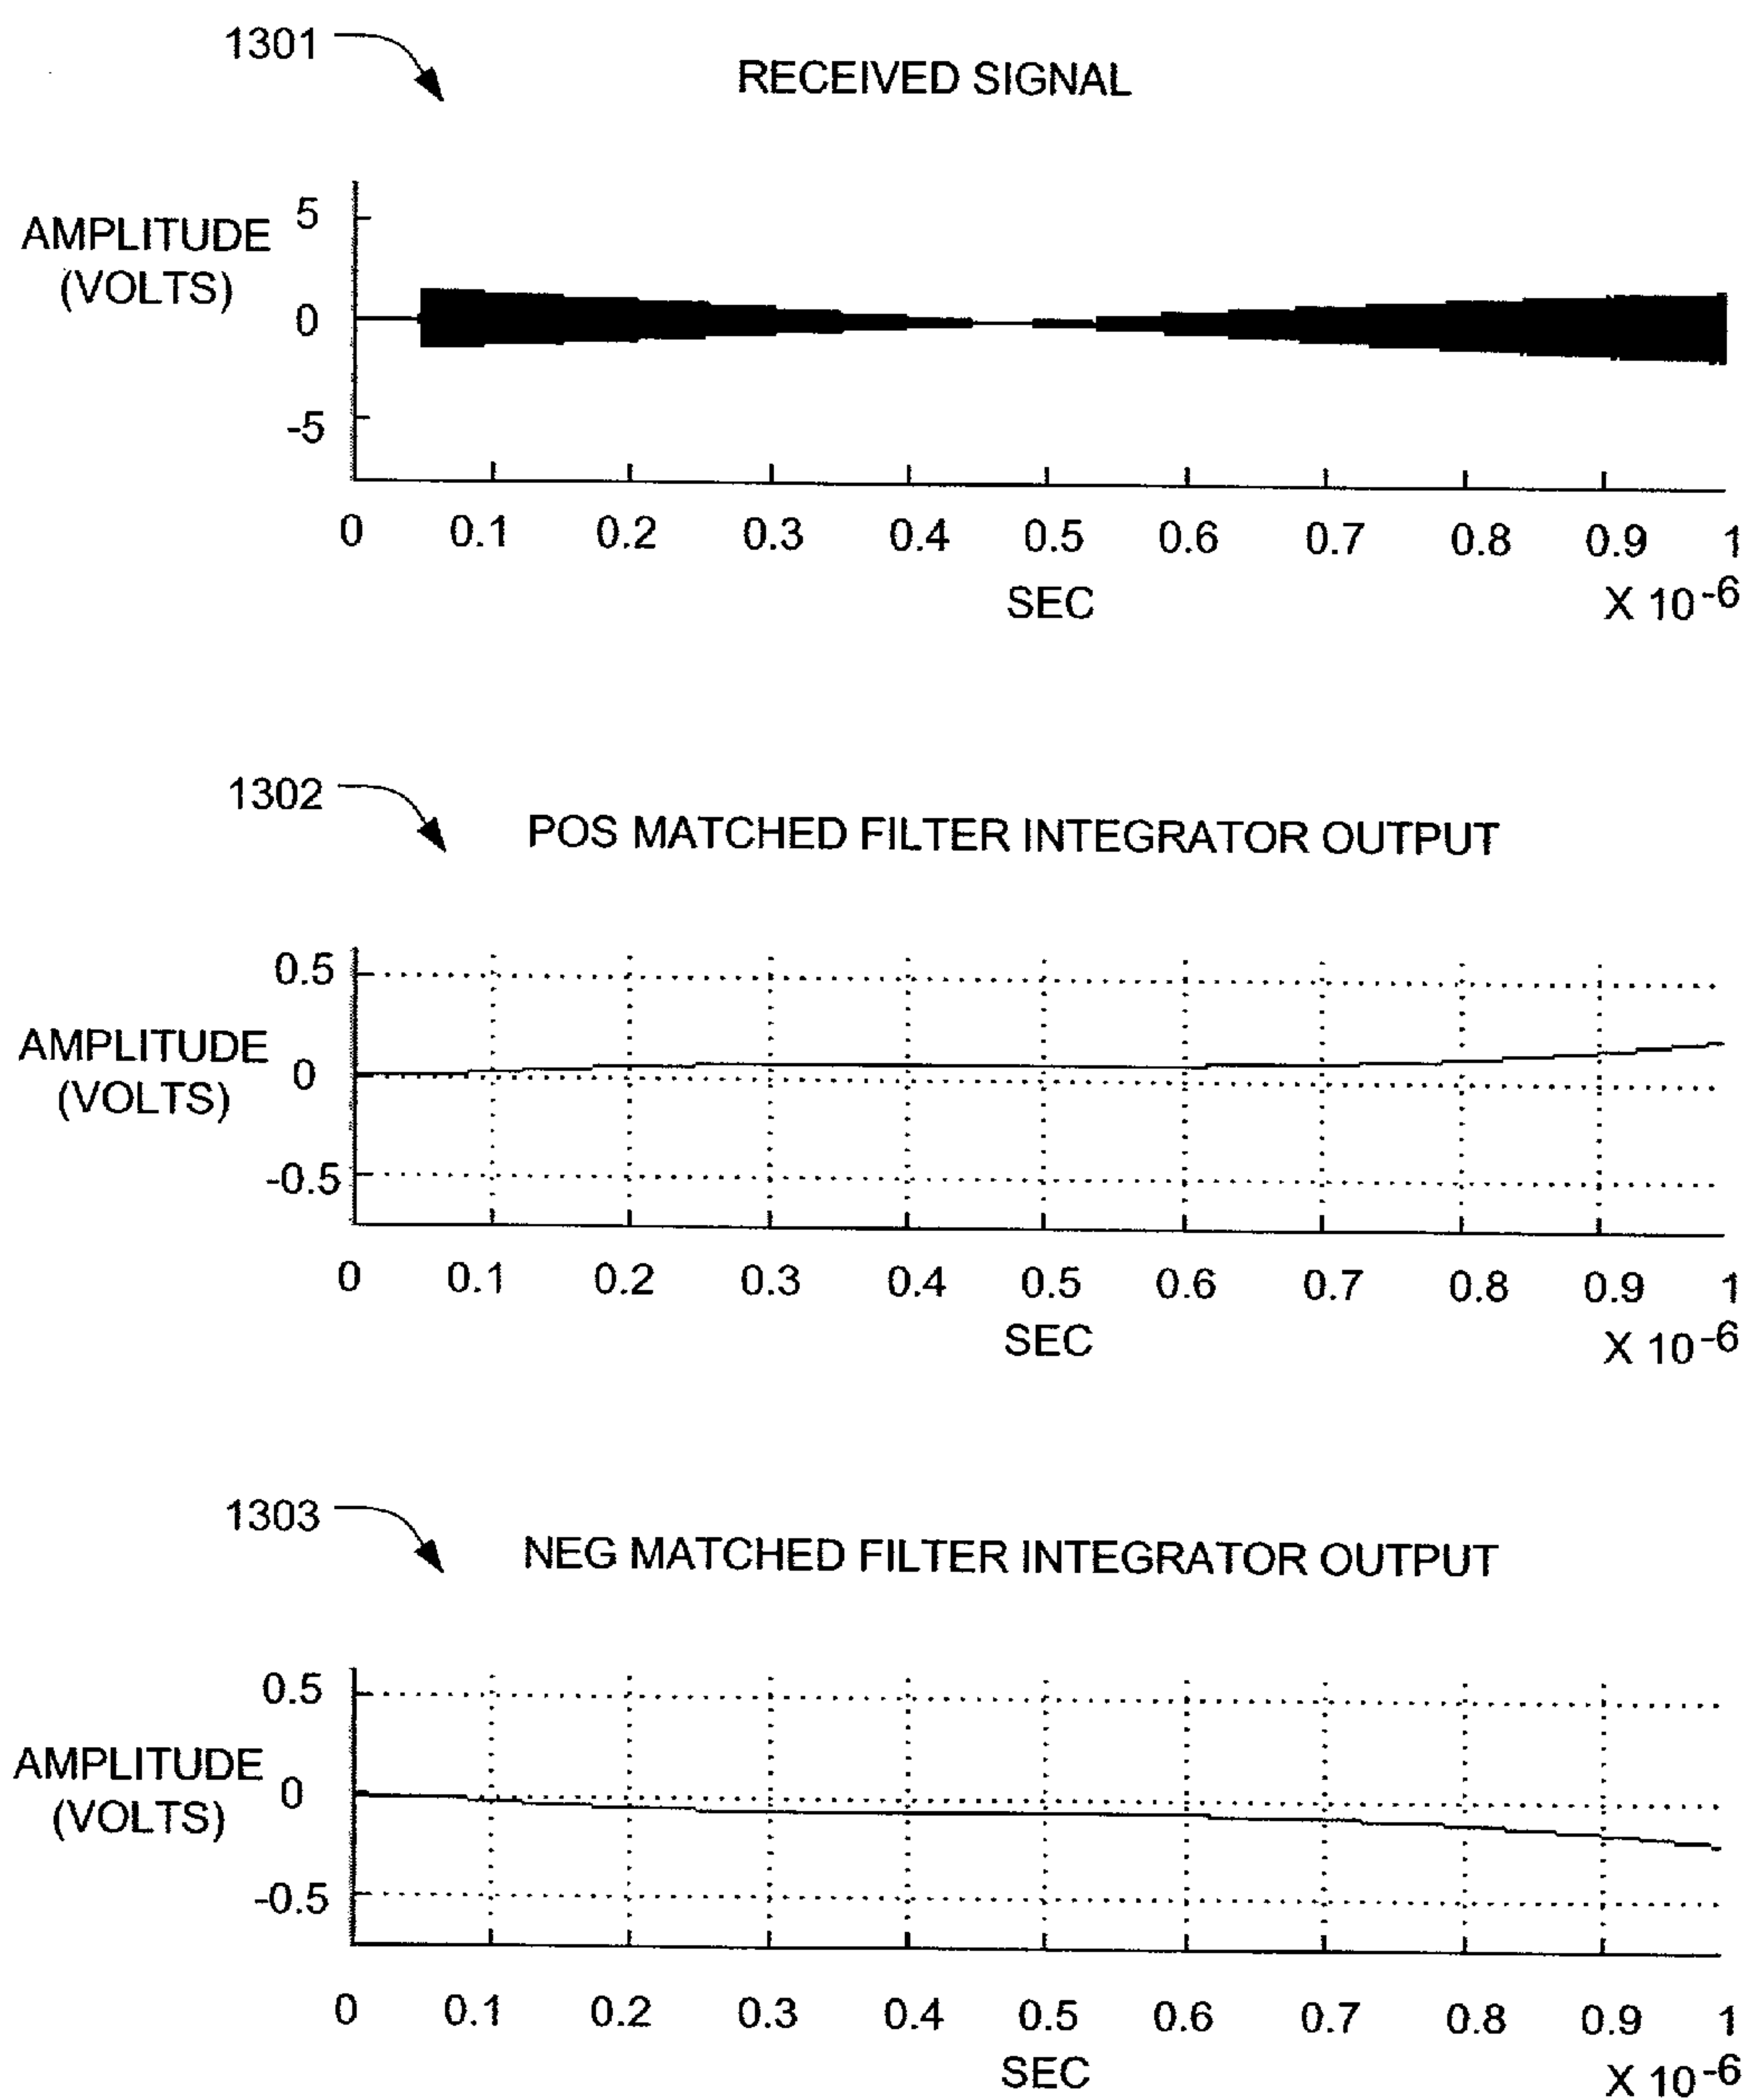 1301
RECEIVED SIGNAL
AMPLITUDE
(VOLTS)
5
0
-5
0 0.1 0.2 0.3 0.4 0.5 0.6 0.7 0.8 0.9 1
SEC
X 10-6
1302
POS MATCHED FILTER INTEGRATOR OUTPUT
AMPLITUDE
(VOLTS)
0.5
0
-0.5
0 0.1 0.2 0.3 0.4 0.5 0.6 0.7 0.8 0.9 1
SEC
X 10-6
1303
NEG MATCHED FILTER INTEGRATOR OUTPUT
AMPLITUDE
(VOLTS)
0.5
0
-0.5
0 0.1 0.2 0.3 0.4 0.5 0.6 0.7 0.8 0.9 1
SEC
X 10-6